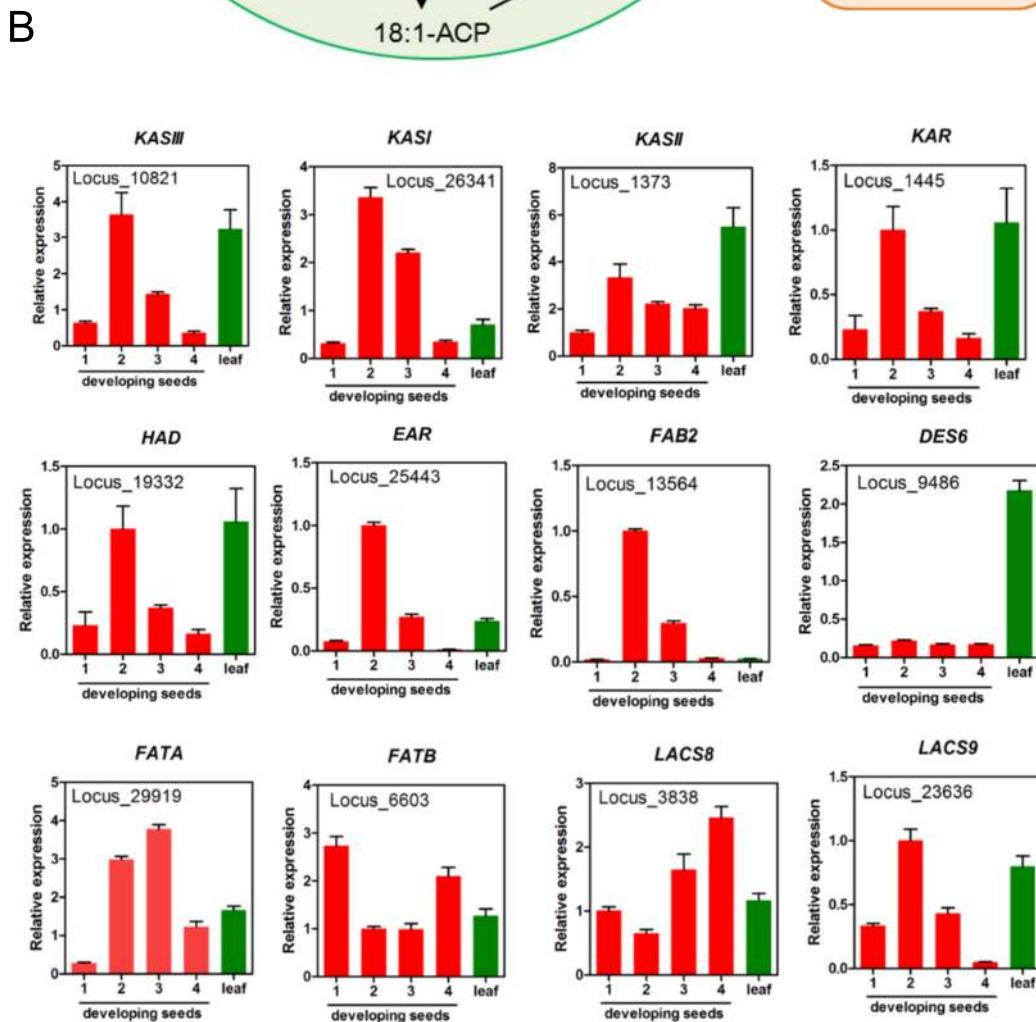 18:1-ACP
B
KASIII
Locus_10821
Relative expression
5
4
3
2
1
0
1 2 3 4 leaf
developing seeds
KASI
Locus_26341
Relative expression
4
3
2
1
0
1 2 3 4 leaf
developing seeds
KASII
Locus_1373
Relative expression
8
6
4
2
0
1 2 3 4 leaf
developing seeds
KAR
Locus_1445
Relative expression
1.5
1.0
0.5
0.0
1 2 3 4 leaf
developing seeds
HAD
Locus_19332
Relative expression
1.5
1.0
0.5
0.0
1 2 3 4 leaf
developing seeds
EAR
Locus_25443
Relative expression
1.5
1.0
0.5
0.0
1 2 3 4 leaf
developing seeds
FAB2
Locus_13564
Relative expression
1.5
1.0
0.5
0.0
1 2 3 4 leaf
developing seeds
DES6
Locus_9486
Relative expression
2.5
2.0
1.5
1.0
0.5
0.0
1 2 3 4 leaf
developing seeds
FATA
Locus_29919
Relative expression
5
4
3
2
1
0
1 2 3 4 leaf
developing seeds
FATB
Locus_6603
Relative expression
4
3
2
1
0
1 2 3 4 leaf
developing seeds
LACS8
Locus_3838
Relative expression
3
2
1
0
1 2 3 4 leaf
developing seeds
LACS9
Locus_23636
Relative expression
1.5
1.0
0.5
0.0
1 2 3 4 leaf
developing seeds